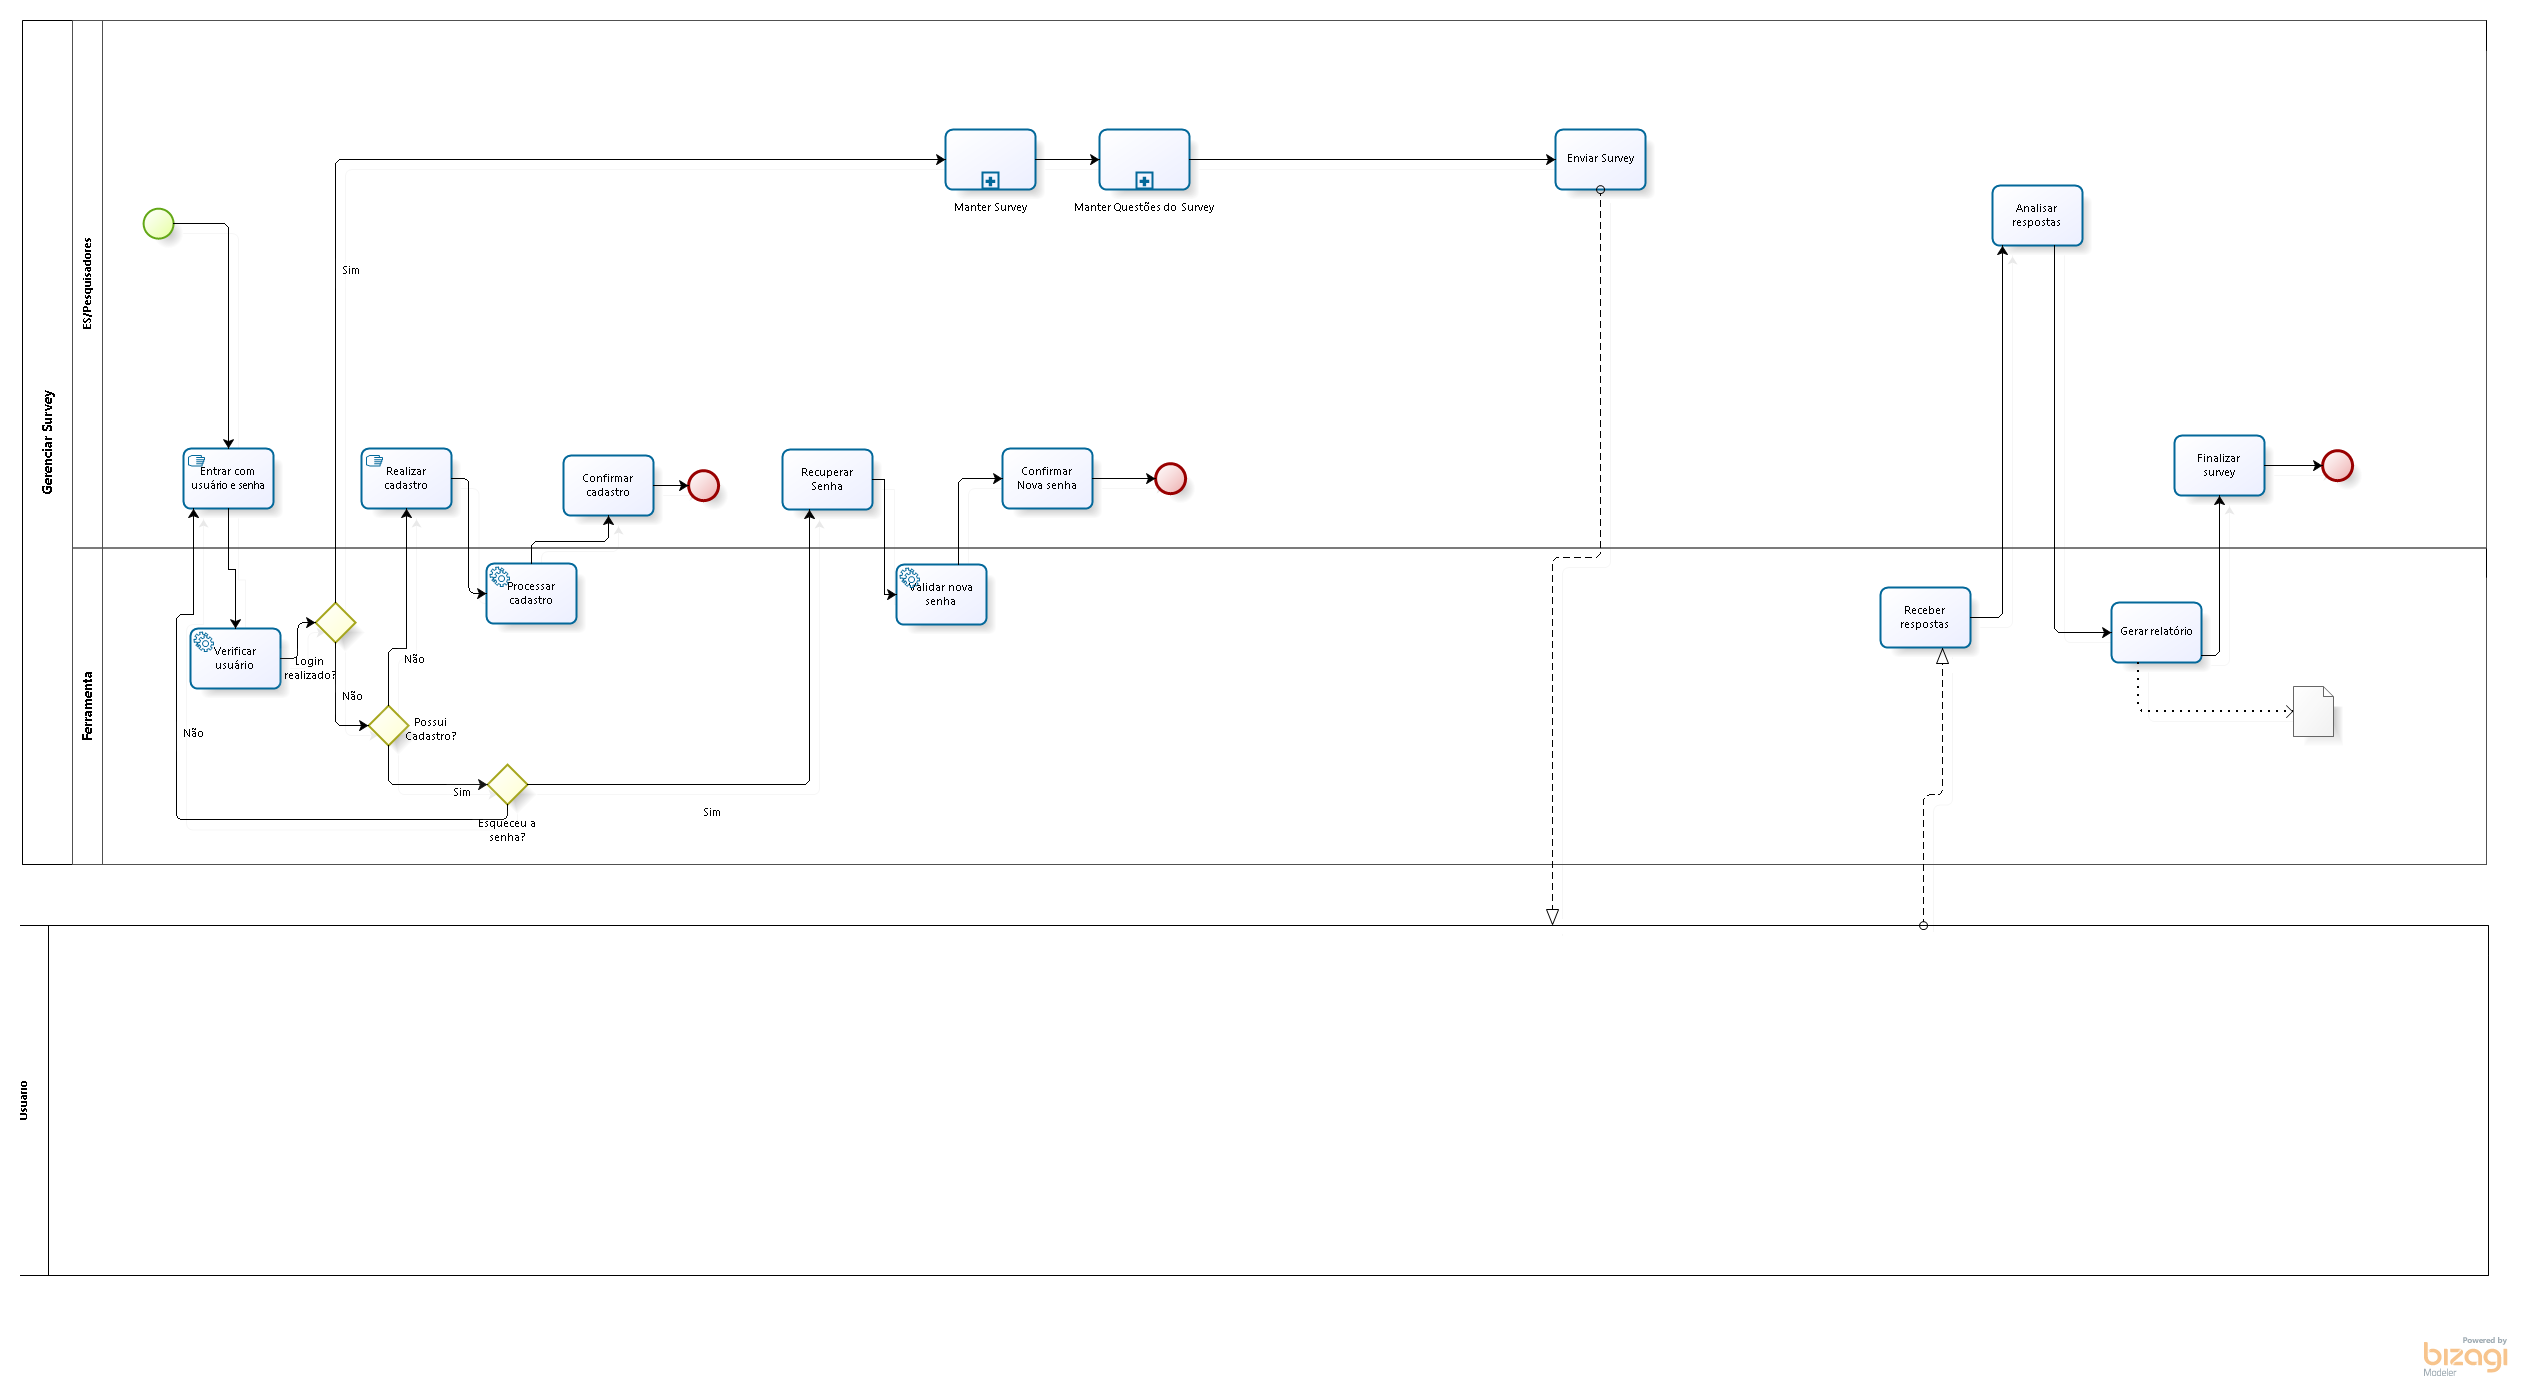 Gerenciar Survey
ES/Pesquisadores
Sim
Manter Survey
Manter Questões do Survey
Enviar Survey
Analisar
respostas
Entrar com
usuário e senha
Realizar
cadastro
Confirmar
cadastro
Recuperar
Senha
Confirmar
Nova senha
Finalizar
survey
Ferramenta
Verificar
usuário
Login
realizado?
Não
Não
Não
Possui
Cadastro?
Sim
Esqueceu a
senha?
Sim
Processar
cadastro
Validar nova
senha
Receber
respostas
Gerar relatório
Usuario
Powered by
bizagi
Modeler